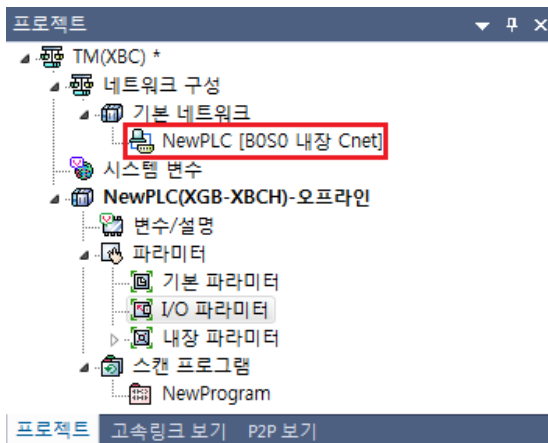 프로젝트
TM(XBC) *
네트워크 구성
기본 네트워크
NewPLC [B0S0 내장 Cnet]
시스템 변수
NewPLC(XGB-XBCH)-오프라인
변수/설명
파라미터
기본 파라미터
I/O 파라미터
내장 파라미터
스캔 프로그램
NewProgram
프로젝트 고속링크 보기 P2P 보기